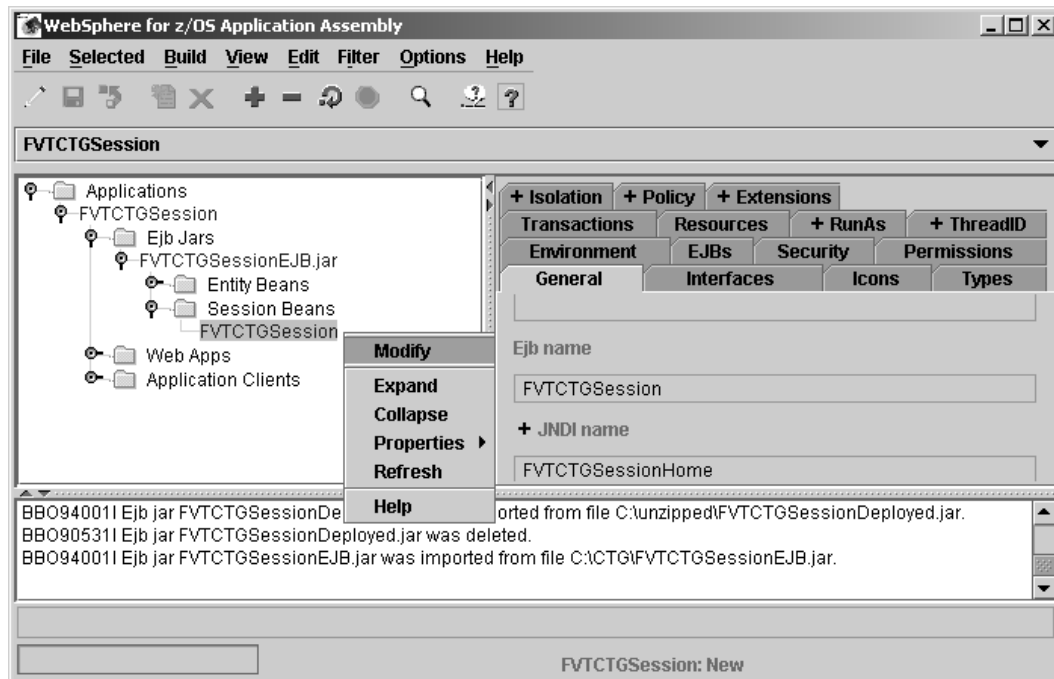 WebSphere for z/OS Application Assembly
File Selected Build View Edit Filter Options Help
FVTCTGSession
Applications
FVTCTGSession
Ejb Jars
FVTCTGSessionEJB.jar
Entity Beans
Session Beans
FVTCTGSession
Web Apps
Application Clients
Modify
Expand
Collapse
Properties
Refresh
Help
+ Isolation + Policy + Extensions
Transactions Resources + RunAs + ThreadID
Environment EJBs Security Permissions
General Interfaces Icons Types
Ejb name
FVTCTGSession
+ JNDI name
FVTCTGSessionHome
BBO94001I Ejb jar FVTCTGSessionDe orted from file C:\unzipped\FVTCTGSessionDeployed.jar.
BBO90531I Ejb jar FVTCTGSessionDeployed.jar was deleted.
BBO94001I Ejb jar FVTCTGSessionEJB.jar was imported from file C:\CTG\FVTCTGSessionEJB.jar.
FVTCTGSession: New